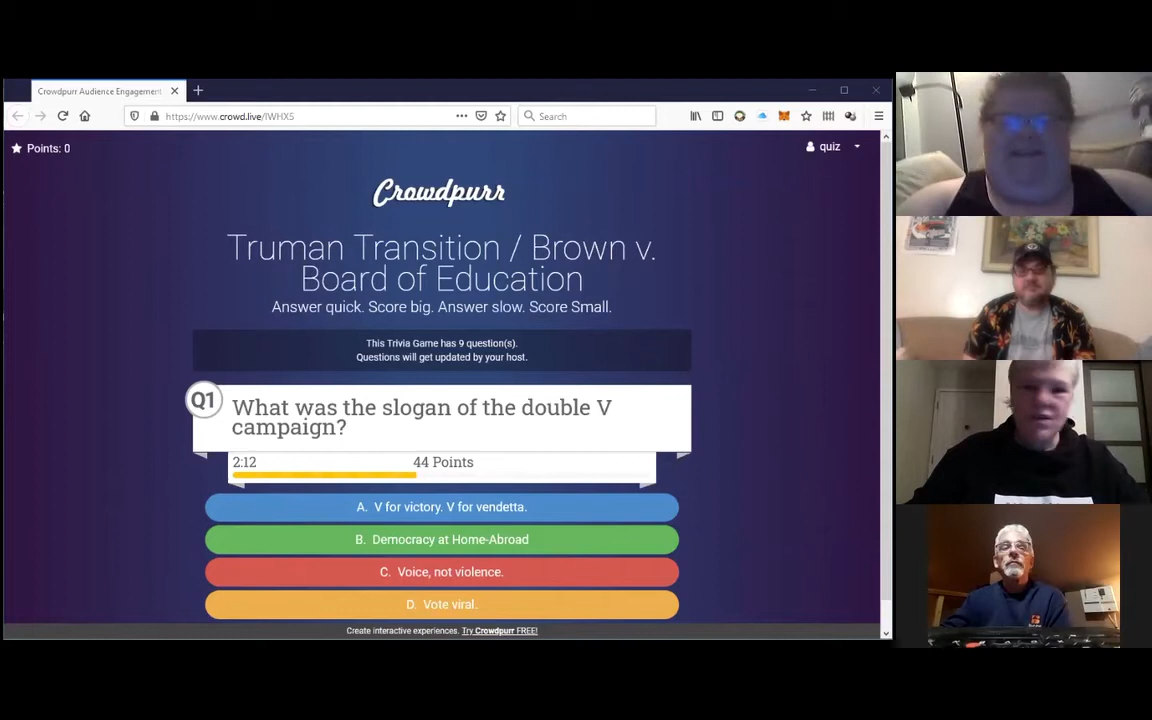 Crowdpurr Audience Engagement
https://www.crowd.live/IWHX5
Search
Points: 0
quiz
Crowdpurr
Truman Transition / Brown v.
Board of Education
Answer quick. Score big. Answer slow. Score Small.
This Trivia Game has 9 question(s).
Questions will get updated by your host.
Q1
What was the slogan of the double V
campaign?
2:12 44 Points
A. V for victory. V for vendetta.
B. Democracy at Home-Abroad
C. Voice, not violence.
D. Vote viral.
Create interactive experiences. Try Crowdpurr FREE!